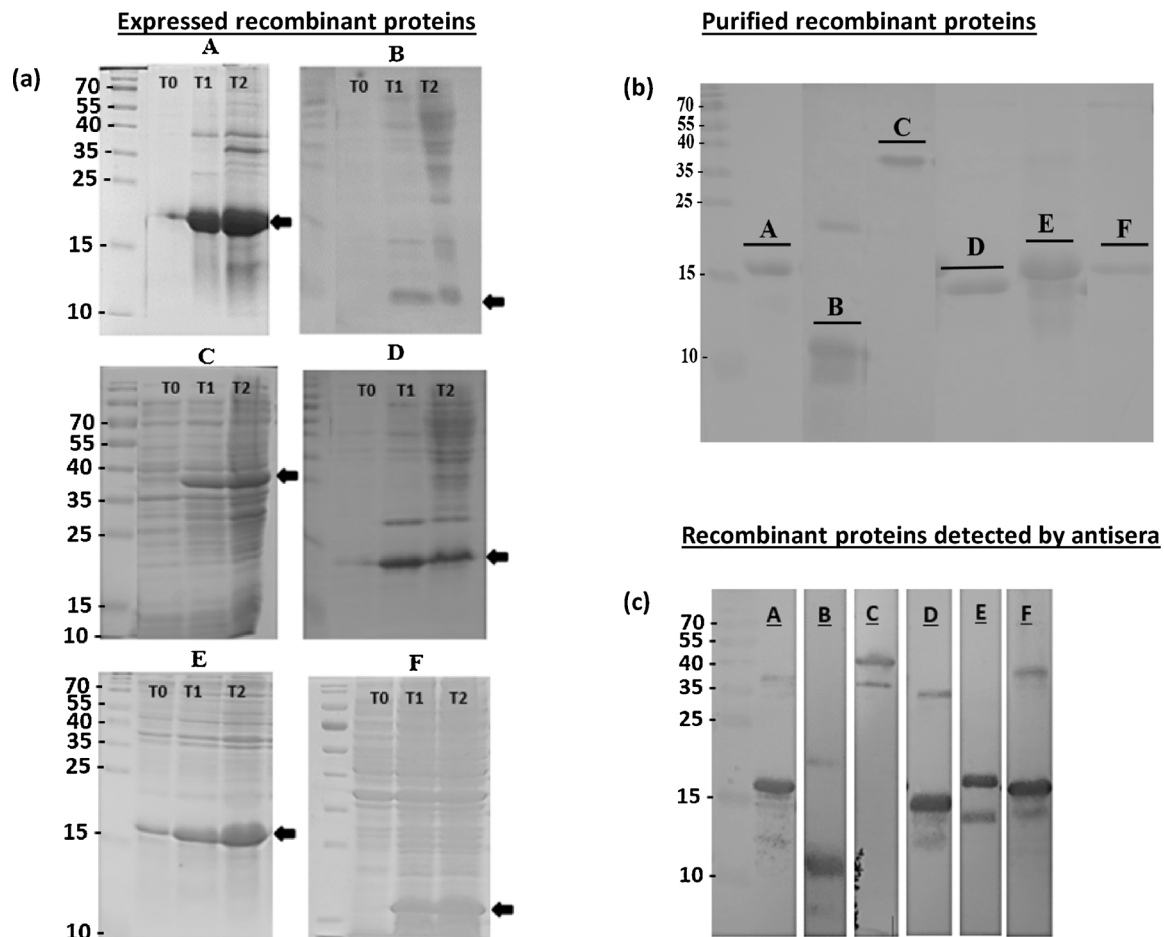 Expressed recombinant proteins
Purified recombinant proteins
(a)
A
T0 T1 T2
70 -
55 -
40 -
35 -
25 -
15 -
10 -
B
T0 T1 T2
C
T0 T1 T2
70 -
55 -
40 -
35 -
25 -
15 -
10 -
D
T0 T1 T2
E
T0 T1 T2
70 -
55 -
40 -
35 -
25 -
15 -
10
F
T0 T1 T2
(b)
70 -
55 -
40 -
35 -
25 -
15 -
10 -
A
B
C
D
E
F
Recombinant proteins detected by antisera
(c)
A B C D E F
70 -
55 -
40 -
35 -
25 -
15 -
10 -